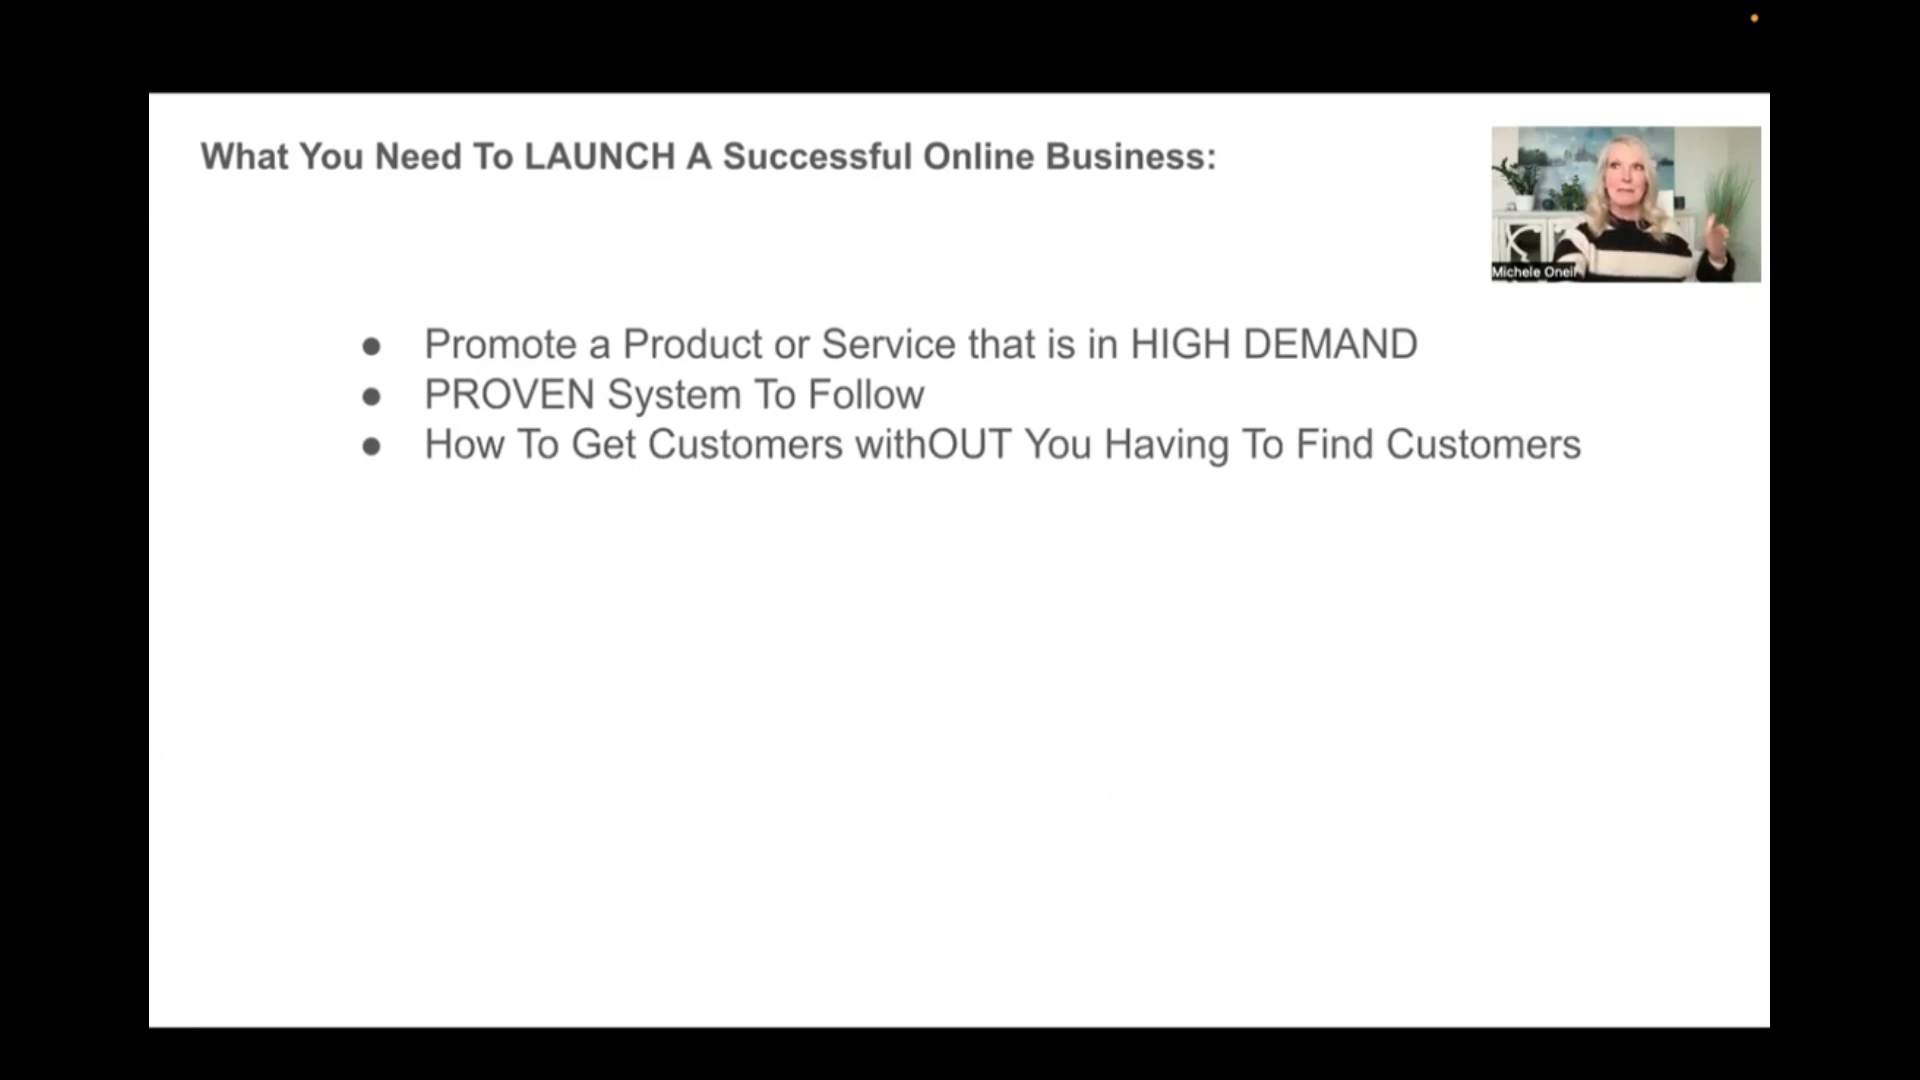 What You Need To LAUNCH A Successful Online Business:
Michele Oneil
● Promote a Product or Service that is in HIGH DEMAND
● PROVEN System To Follow
● How To Get Customers withOUT You Having To Find Customers